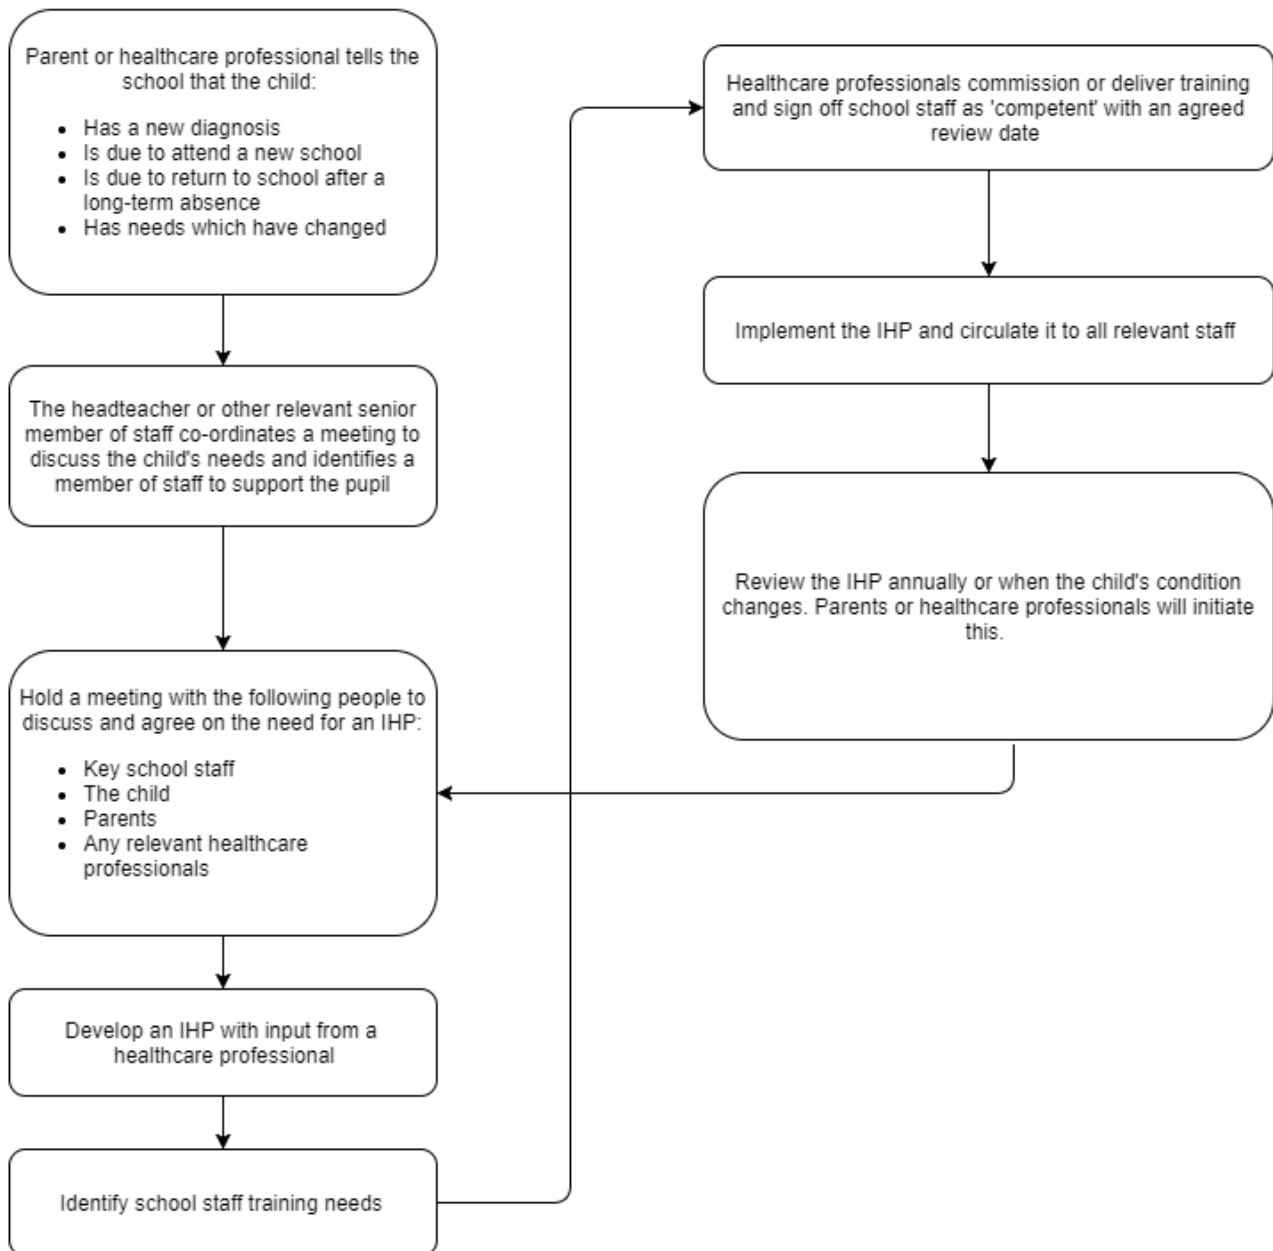 Parent or healthcare professional tells the
school that the child:
• Has a new diagnosis
• Is due to attend a new school
• Is due to return to school after a
long-term absence
• Has needs which have changed
The headteacher or other relevant senior
member of staff co-ordinates a meeting to
discuss the child's needs and identifies a
member of staff to support the pupil
Hold a meeting with the following people to
discuss and agree on the need for an IHP:
• Key school staff
• The child
• Parents
• Any relevant healthcare
professionals
Develop an IHP with input from a
healthcare professional
Identify school staff training needs
Healthcare professionals commission or deliver training
and sign off school staff as 'competent' with an agreed
review date
Implement the IHP and circulate it to all relevant staff
Review the IHP annually or when the child's condition
changes. Parents or healthcare professionals will initiate
this.